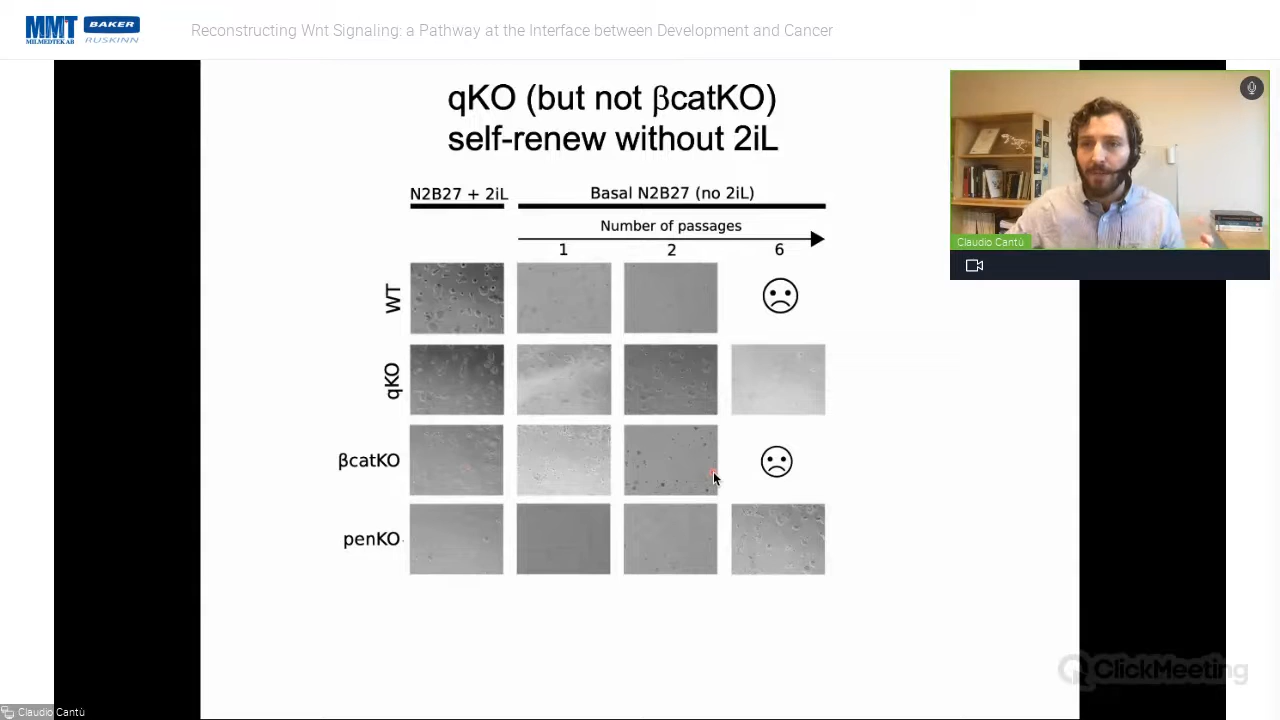 MMT
MILMEDTEK AB
BAKER
RUSKINN
Reconstructing Wnt Signaling: a Pathway at the Interface between Development and Cancer
qKO (but not βcatKO)
self-renew without 2iL
N2B27 + 2iL
Basal N2B27 (no 2iL)
Number of passages
1 2 6
WT
qKO
βcatKO
penKO
Claudio Cantù
ClickMeeting
Claudio Cantù